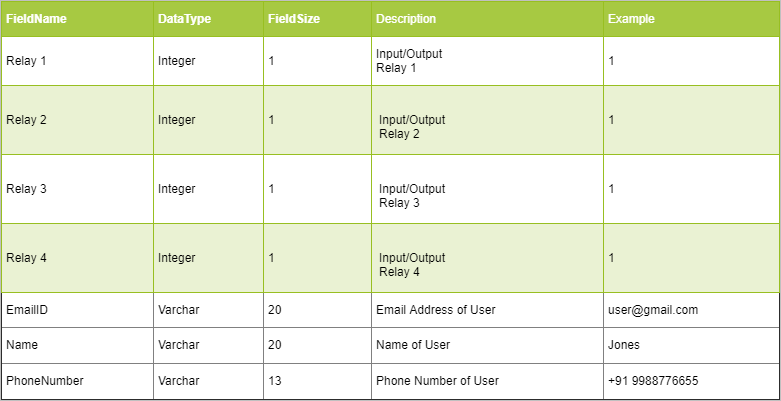 FieldName DataType FieldSize Description Example
Relay 1 Integer 1 Input/Output 1
Relay 1
Relay 2 Integer 1 Input/Output 1
Relay 2
Relay 3 Integer 1 Input/Output 1
Relay 3
Relay 4 Integer 1 Input/Output 1
Relay 4
EmailID Varchar 20 Email Address of User user@gmail.com
Name Varchar 20 Name of User Jones
PhoneNumber Varchar 13 Phone Number of User +91 9988776655